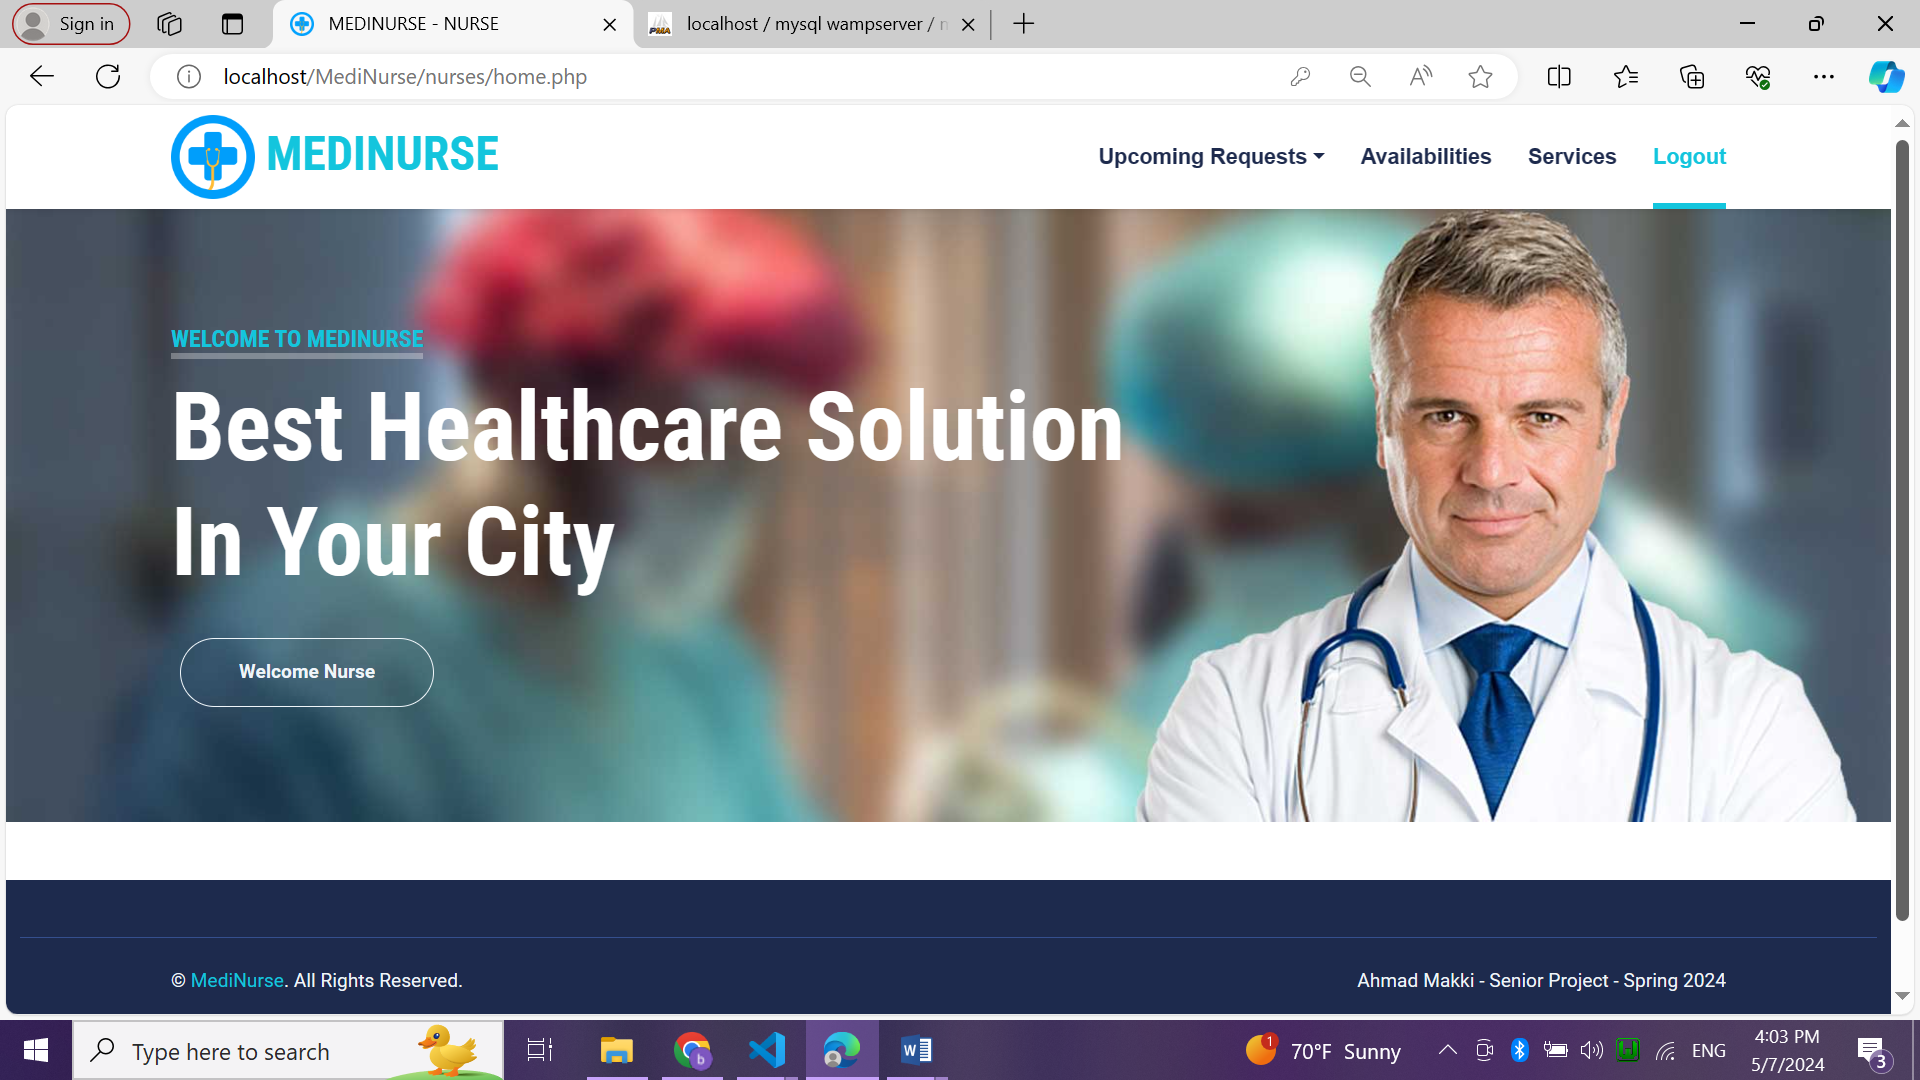 Sign in
MEDINURSE - NURSE
localhost / mysql wampserver /
localhost/MediNurse/nurses/home.php
MEDINURSE
Upcoming Requests
Availabilities
Services
Logout
WELCOME TO MEDINURSE
Best Healthcare Solution
In Your City
Welcome Nurse
© MediNurse. All Rights Reserved.
Ahmad Makki - Senior Project - Spring 2024
Type here to search
1
70°F Sunny
ENG
4:03 PM
5/7/2024
3